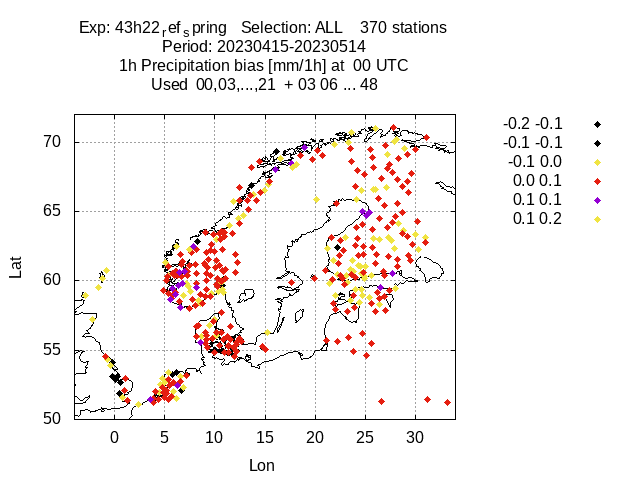 Exp: 43h22ref_spring   Selection: ALL    370 stations
Period: 20230415-20230514
1h Precipitation bias [mm/1h] at  00 UTC
Used  00,03,...,21  + 03 06 ... 48
-0.2 -0.1
-0.1 -0.1
-0.1 0.0
0.0 0.1
0.1 0.1
0.1 0.2
70
65
60
55
50
Lat
0 5 10 15 20 25 30
Lon